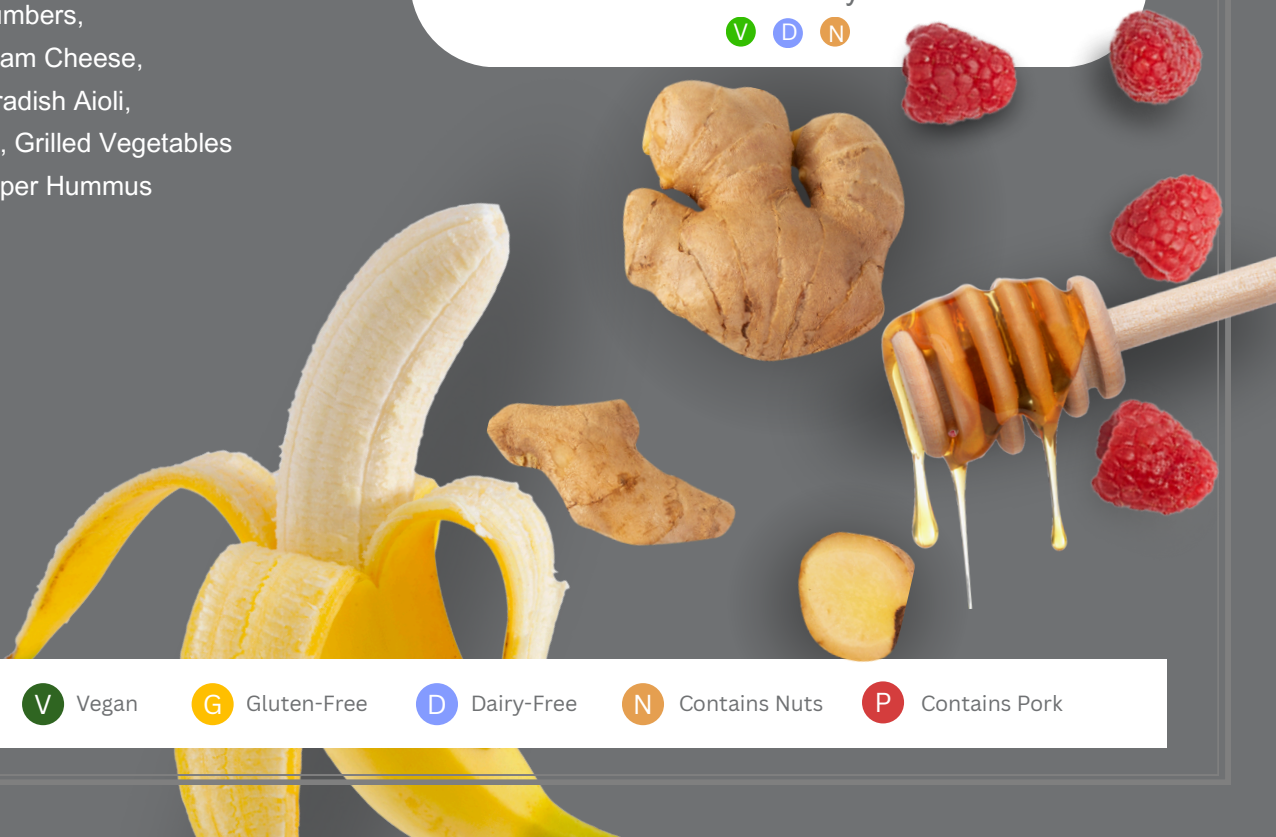 umbers,
am Cheese,
radish Aioli,
, Grilled Vegetables
per Hummus
V D N
V Vegan G Gluten-Free D Dairy-Free N Contains Nuts P Contains Pork